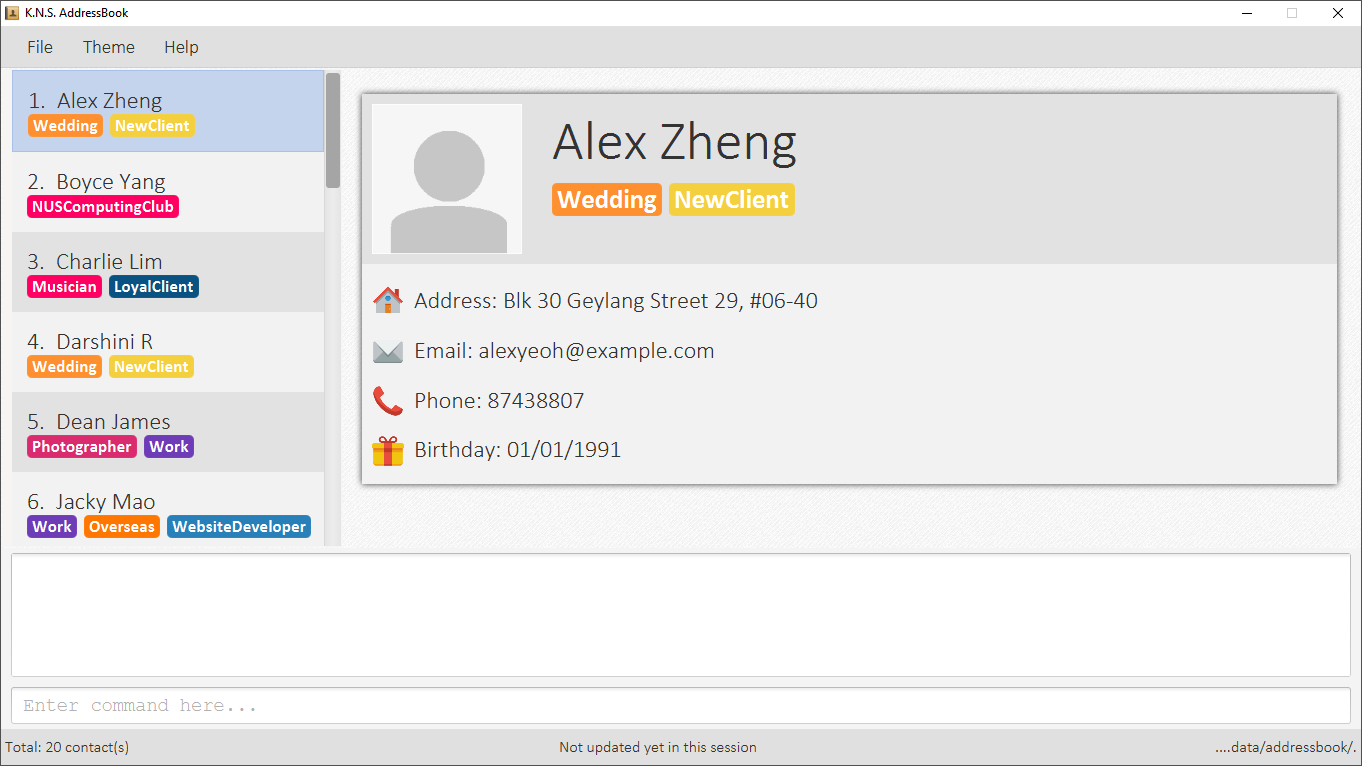 K.N.S. AddressBook
File Theme Help
1. Alex Zheng
Wedding NewClient
2. Boyce Yang
NUSComputingClub
3. Charlie Lim
Musician LoyalClient
4. Darshini R
Wedding NewClient
5. Dean James
Photographer Work
6. Jacky Mao
Work Overseas WebsiteDeveloper
Alex Zheng
Wedding NewClient
Address: Blk 30 Geylang Street 29, #06-40
Email: alexyeoh@example.com
Phone: 87438807
Birthday: 01/01/1991
Enter command here...
Total: 20 contact(s)
Not updated yet in this session
....data/addressbook/.